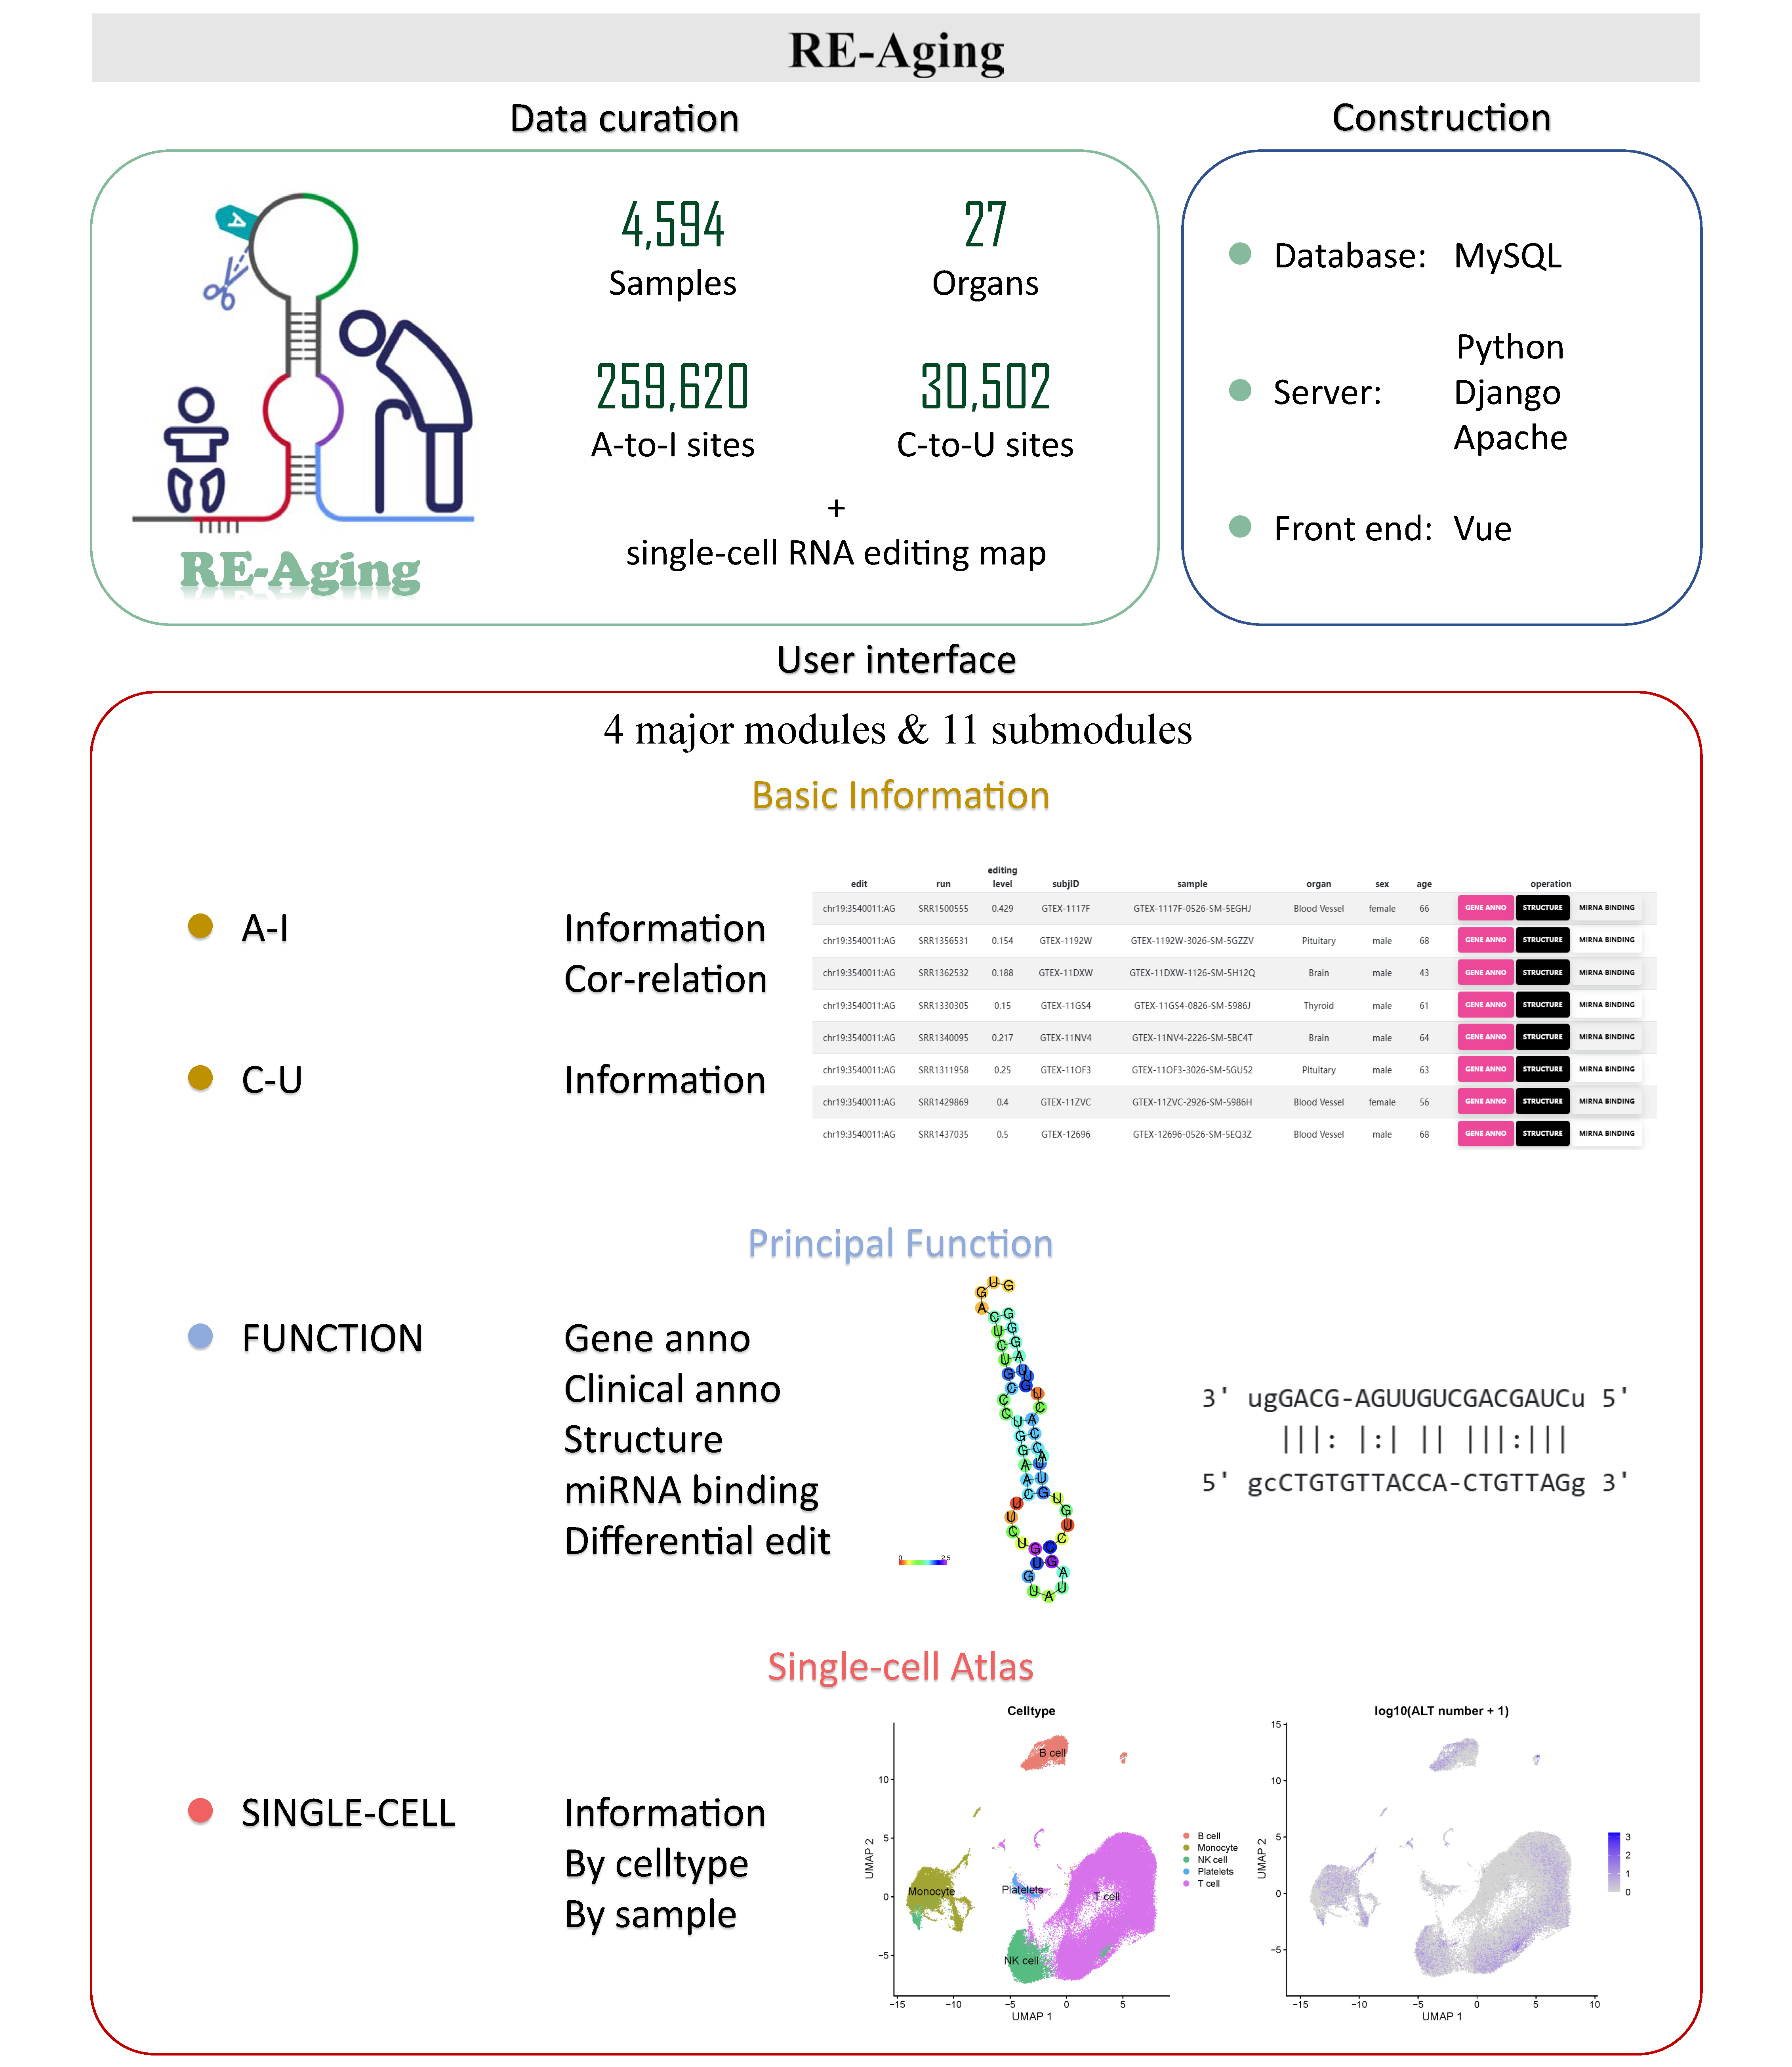 RE-Aging
Data curation
A
RE-Aging
4,594
Samples
27
Organs
259,620
A-to-I sites
30,502
C-to-U sites
+
single-cell RNA editing map
Construction
Database: MySQL
Server: Python
Django
Apache
Front end: Vue
User interface
4 major modules & 11 submodules
Basic Information
A-I
Information
Cor-relation
C-U
Information
edit run editing level subjID sample organ sex age operation
chr19:3540011:AG SRR1500555 0.429 GTEX-1117F GTEX-1117F-0526-SM-5EGHJ Blood Vessel female 66 GENE ANNO STRUCTURE MIRNA BINDING
chr19:3540011:AG SRR1356531 0.154 GTEX-1192W GTEX-1192W-3026-SM-5GZZV Pituitary male 68 GENE ANNO STRUCTURE MIRNA BINDING
chr19:3540011:AG SRR1362532 0.188 GTEX-11DXW GTEX-11DXW-1126-SM-5H12Q Brain male 43 GENE ANNO STRUCTURE MIRNA BINDING
chr19:3540011:AG SRR1330305 0.15 GTEX-11GS4 GTEX-11GS4-0826-SM-5986J Thyroid male 61 GENE ANNO STRUCTURE MIRNA BINDING
chr19:3540011:AG SRR1340095 0.217 GTEX-11NV4 GTEX-11NV4-2226-SM-5BC4T Brain male 64 GENE ANNO STRUCTURE MIRNA BINDING
chr19:3540011:AG SRR1311958 0.25 GTEX-11OF3 GTEX-11OF3-3026-SM-5GU52 Pituitary male 63 GENE ANNO STRUCTURE MIRNA BINDING
chr19:3540011:AG SRR1429869 0.4 GTEX-11ZVC GTEX-11ZVC-2926-SM-5986H Blood Vessel female 56 GENE ANNO STRUCTURE MIRNA BINDING
chr19:3540011:AG SRR1437035 0.5 GTEX-12696 GTEX-12696-0526-SM-5EQ3Z Blood Vessel male 68 GENE ANNO STRUCTURE MIRNA BINDING
Principal Function
FUNCTION
Gene anno
Clinical anno
Structure
miRNA binding
Differential edit
0 2.5
3' ugGACG-AGUUGUCGACGAUCu 5'
|||: |:| || |||:|||
5' gcCTGTGTTACCA-CTGTTAGg 3'
Single-cell Atlas
SINGLE-CELL
Information
By celltype
By sample
Celltype
UMAP 2
10
5
0
−5
−15 −10 −5 0 5
UMAP 1
B cell
Monocyte
Platelets
T cell
NK cell
B cell
Monocyte
NK cell
Platelets
T cell
log10(ALT number + 1)
UMAP 2
15
10
5
0
−5
−15 −10 −5 0 5 10
UMAP 1
3
2
1
0